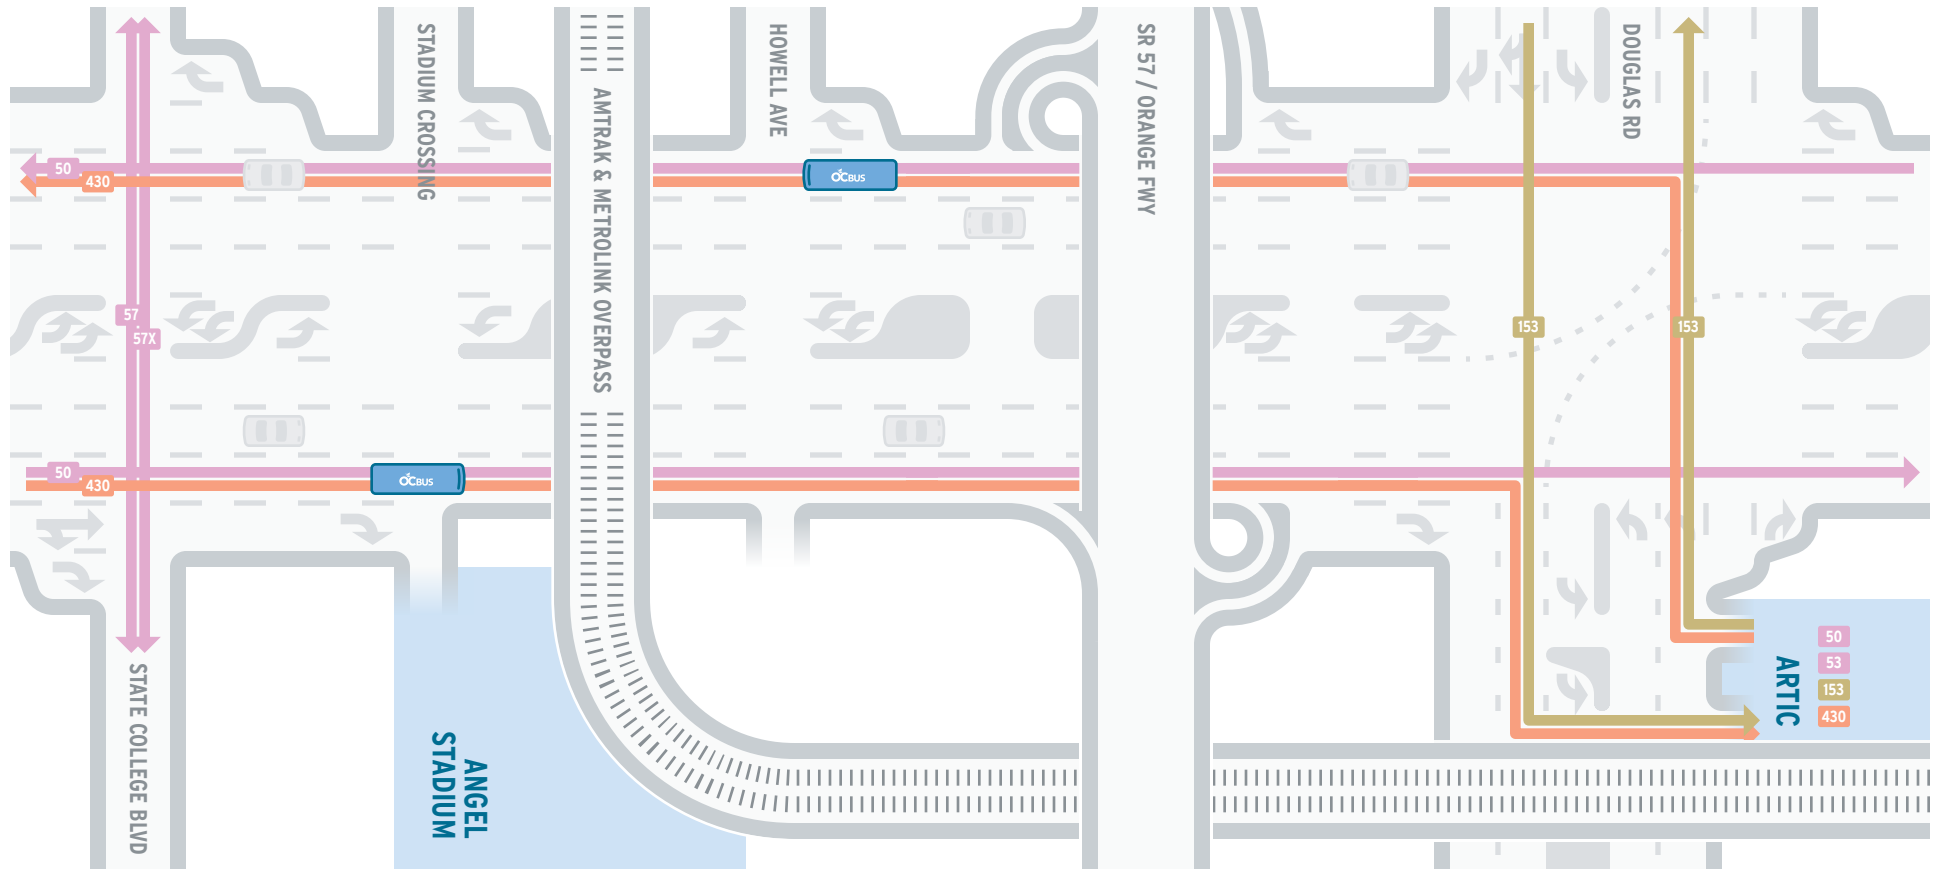 STADIUM CROSSING
HOWELL AVE
SR 57 / ORANGE FWY
DOUGLAS RD
AMTRAK & METROLINK OVERPASS
50
430
OCBUS
57
57X
153
153
50
430
OCBUS
STATE COLLEGE BLVD
ANGEL
STADIUM
ARTIC
50
53
153
430